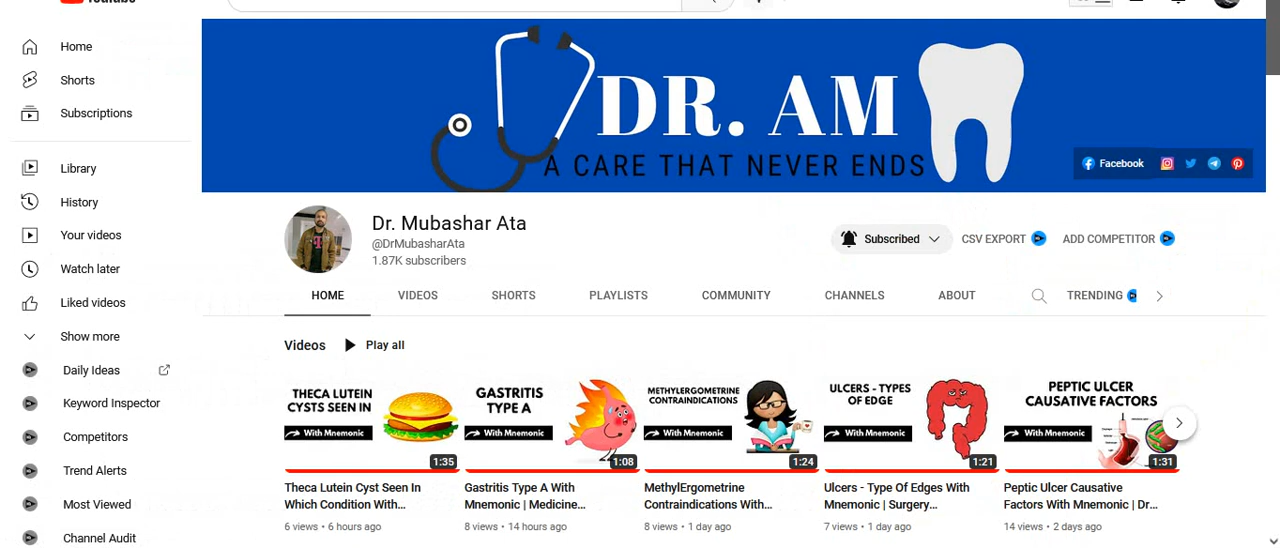 YouTube
Home
Shorts
Subscriptions
Library
History
Your videos
Watch later
Liked videos
Show more
Daily Ideas
Keyword Inspector
Competitors
Trend Alerts
Most Viewed
Channel Audit
DR. AM
A CARE THAT NEVER ENDS
Facebook
Dr. Mubashar Ata
@DrMubasharAta
1.87K subscribers
Subscribed
CSV EXPORT
ADD COMPETITOR
HOME VIDEOS SHORTS PLAYLISTS COMMUNITY CHANNELS ABOUT TRENDING
Videos Play all
THECA LUTEIN
CYSTS SEEN IN
With Mnemonic
1:35
Theca Lutein Cyst Seen In
Which Condition With...
6 views • 6 hours ago
GASTRITIS
TYPE A
With Mnemonic
1:08
Gastritis Type A With
Mnemonic | Medicine...
8 views • 14 hours ago
METHYLERGOMETRINE
CONTRAINDICATIONS
With Mnemonic
1:24
MethylErgometrine
Contraindications With...
8 views • 1 day ago
ULCERS - TYPES
OF EDGE
With Mnemonic
1:21
Ulcers - Type Of Edges With
Mnemonic | Surgery...
7 views • 1 day ago
PEPTIC ULCER
CAUSATIVE FACTORS
With Mnemonic
1:31
Peptic Ulcer Causative
Factors With Mnemonic | Dr...
14 views • 2 days ago